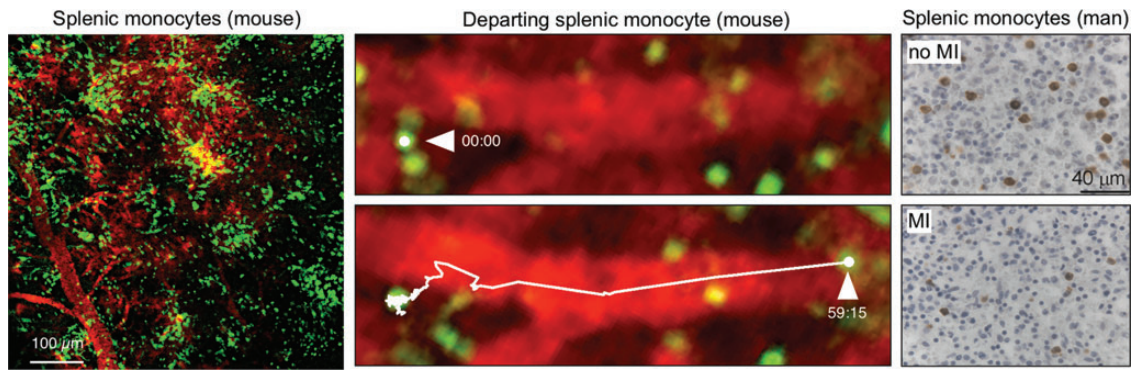 Splenic monocytes (mouse)
Departing splenic monocyte (mouse)
Splenic monocytes (man)
100 µm
00:00
59:15
no MI
40 µm
MI